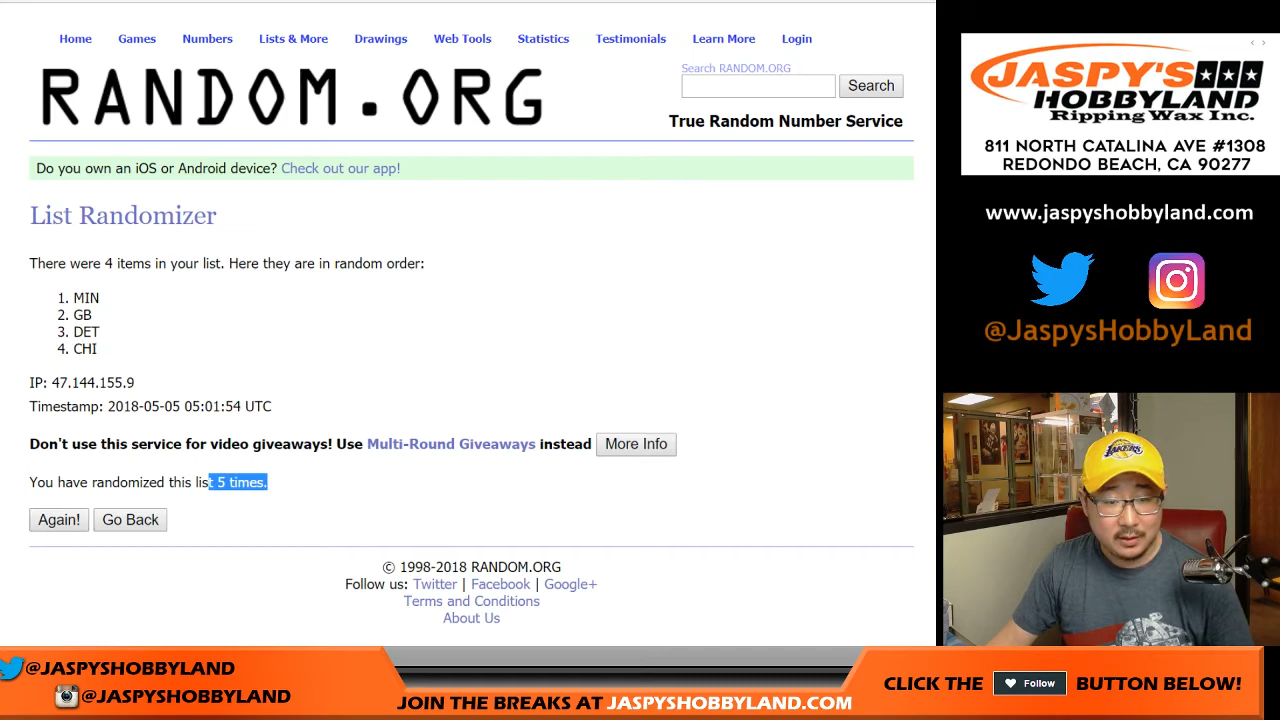 Home Games Numbers Lists & More Drawings Web Tools Statistics Testimonials Learn More Login
RANDOM.ORG
Search RANDOM.ORG
Search
True Random Number Service
Do you own an iOS or Android device? Check out our app!
List Randomizer
There were 4 items in your list. Here they are in random order:
1. MIN
2. GB
3. DET
4. CHI
IP: 47.144.155.9
Timestamp: 2018-05-05 05:01:54 UTC
Don't use this service for video giveaways! Use Multi-Round Giveaways instead More Info
You have randomized this list 5 times.
Again! Go Back
© 1998-2018 RANDOM.ORG
Follow us: Twitter | Facebook | Google+
Terms and Conditions
About Us
JASPY'S
HOBBYLAND
Ripping Wax Inc.
811 NORTH CATALINA AVE #1308
REDONDO BEACH, CA 90277
www.jaspyshobbyland.com
@JaspysHobbyLand
LAKERS
@JASPYSHOBBYLAND
@JASPYSHOBBYLAND
JOIN THE BREAKS AT JASPYSHOBBYLAND.COM
CLICK THE Follow BUTTON BELOW!